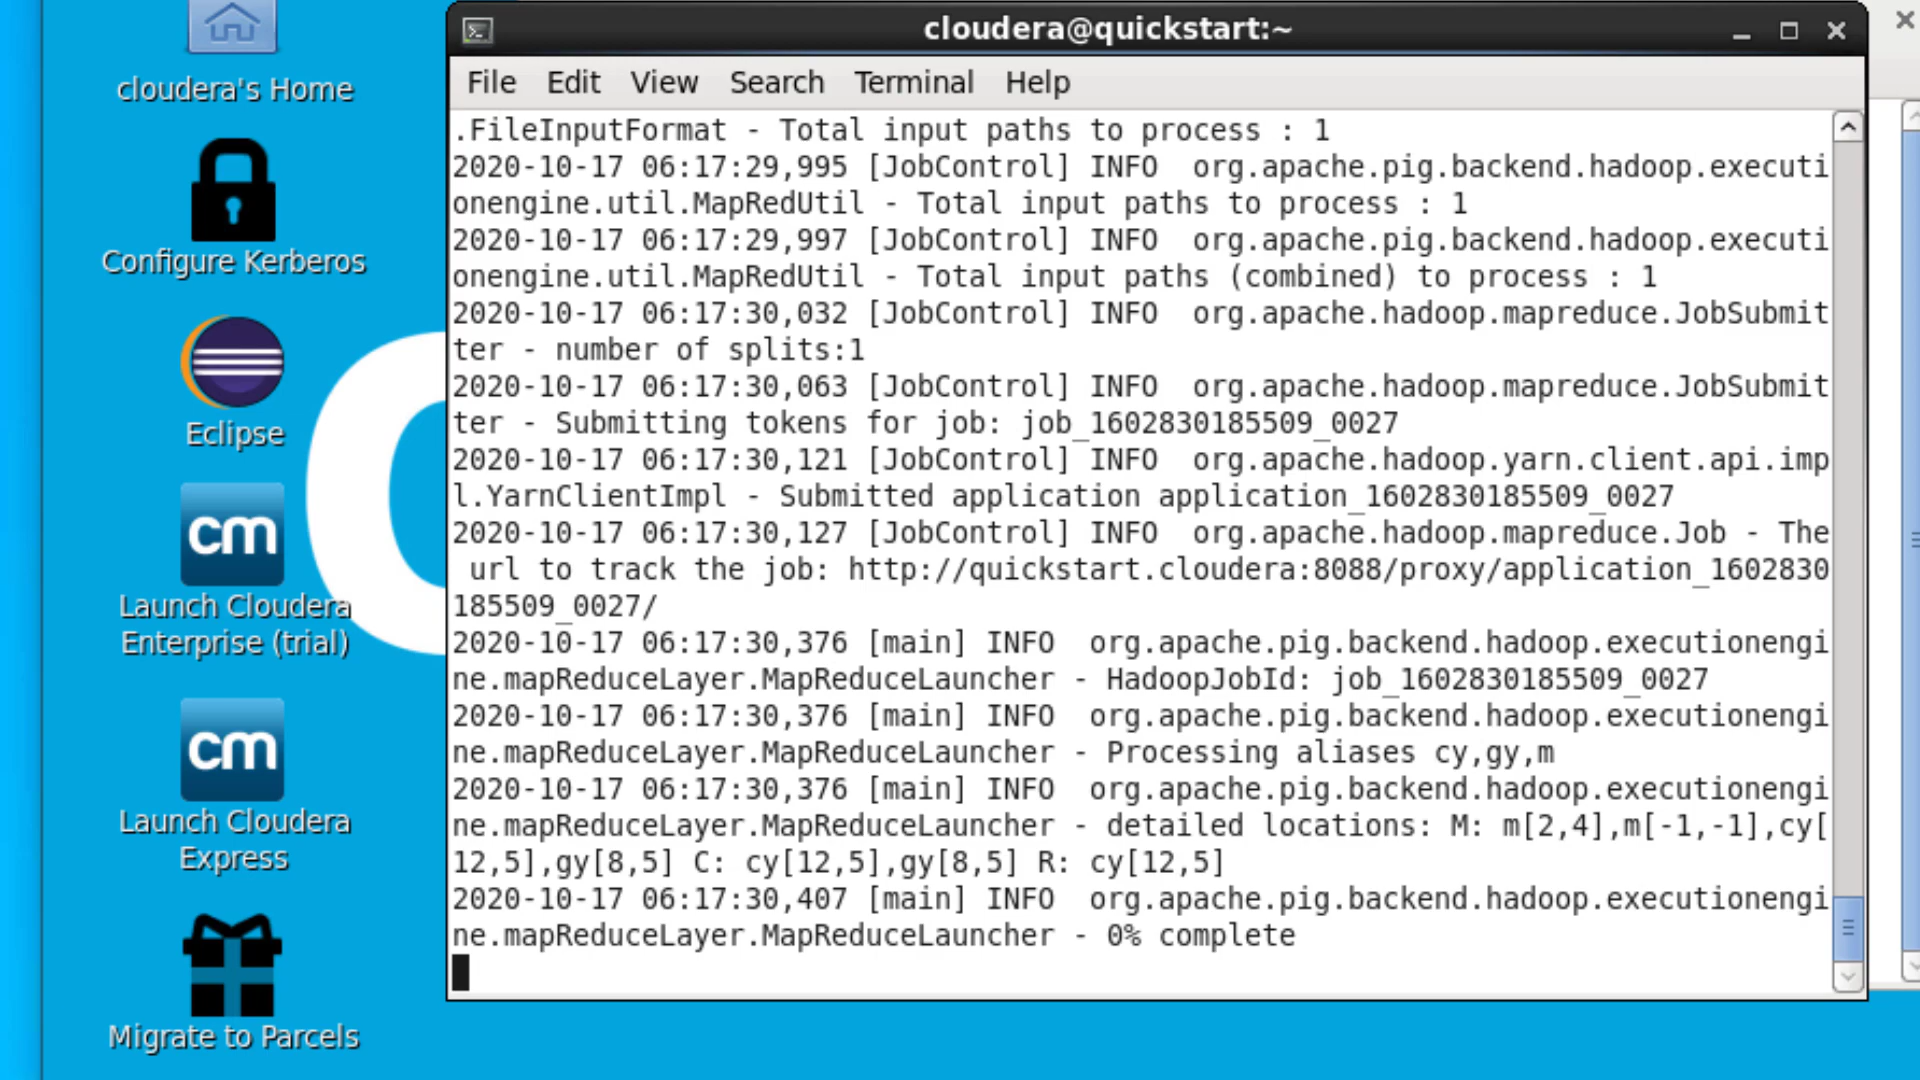 cloudera@quickstart:~
File Edit View Search Terminal Help
.FileInputFormat - Total input paths to process : 1
2020-10-17 06:17:29,995 [JobControl] INFO  org.apache.pig.backend.hadoop.executi
onengine.util.MapRedUtil - Total input paths to process : 1
2020-10-17 06:17:29,997 [JobControl] INFO  org.apache.pig.backend.hadoop.executi
onengine.util.MapRedUtil - Total input paths (combined) to process : 1
2020-10-17 06:17:30,032 [JobControl] INFO  org.apache.hadoop.mapreduce.JobSubmit
ter - number of splits:1
2020-10-17 06:17:30,063 [JobControl] INFO  org.apache.hadoop.mapreduce.JobSubmit
ter - Submitting tokens for job: job_1602830185509_0027
2020-10-17 06:17:30,121 [JobControl] INFO  org.apache.hadoop.yarn.client.api.imp
l.YarnClientImpl - Submitted application application_1602830185509_0027
2020-10-17 06:17:30,127 [JobControl] INFO  org.apache.hadoop.mapreduce.Job - The
 url to track the job: http://quickstart.cloudera:8088/proxy/application_1602830
185509_0027/
2020-10-17 06:17:30,376 [main] INFO  org.apache.pig.backend.hadoop.executionengi
ne.mapReduceLayer.MapReduceLauncher - HadoopJobId: job_1602830185509_0027
2020-10-17 06:17:30,376 [main] INFO  org.apache.pig.backend.hadoop.executionengi
ne.mapReduceLayer.MapReduceLauncher - Processing aliases cy,gy,m
2020-10-17 06:17:30,376 [main] INFO  org.apache.pig.backend.hadoop.executionengi
ne.mapReduceLayer.MapReduceLauncher - detailed locations: M: m[2,4],m[-1,-1],cy[
12,5],gy[8,5] C: cy[12,5],gy[8,5] R: cy[12,5]
2020-10-17 06:17:30,407 [main] INFO  org.apache.pig.backend.hadoop.executionengi
ne.mapReduceLayer.MapReduceLauncher - 0% complete
cloudera's Home
Configure Kerberos
Eclipse
cm
Launch Cloudera
Enterprise (trial)
cm
Launch Cloudera
Express
Migrate to Parcels